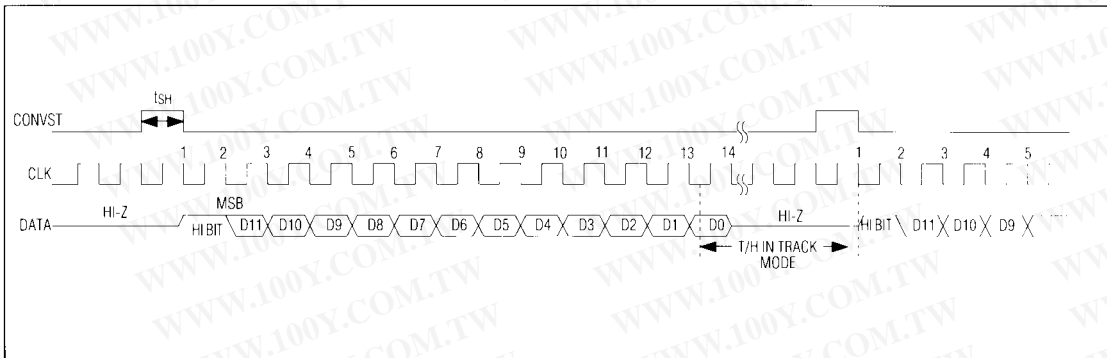 WWW.100Y.COM.TW
tSH
CONVST
1 2 3 4 5 6 7 8 9 10 11 12 13 14 1 2 3 4 5
CLK
MSB
HI-Z
DATA
HI BIT D11 D10 D9 D8 D7 D6 D5 D4 D3 D2 D1 D0 HI-Z HI BIT D11 D10 D9
T/H IN TRACK
MODE